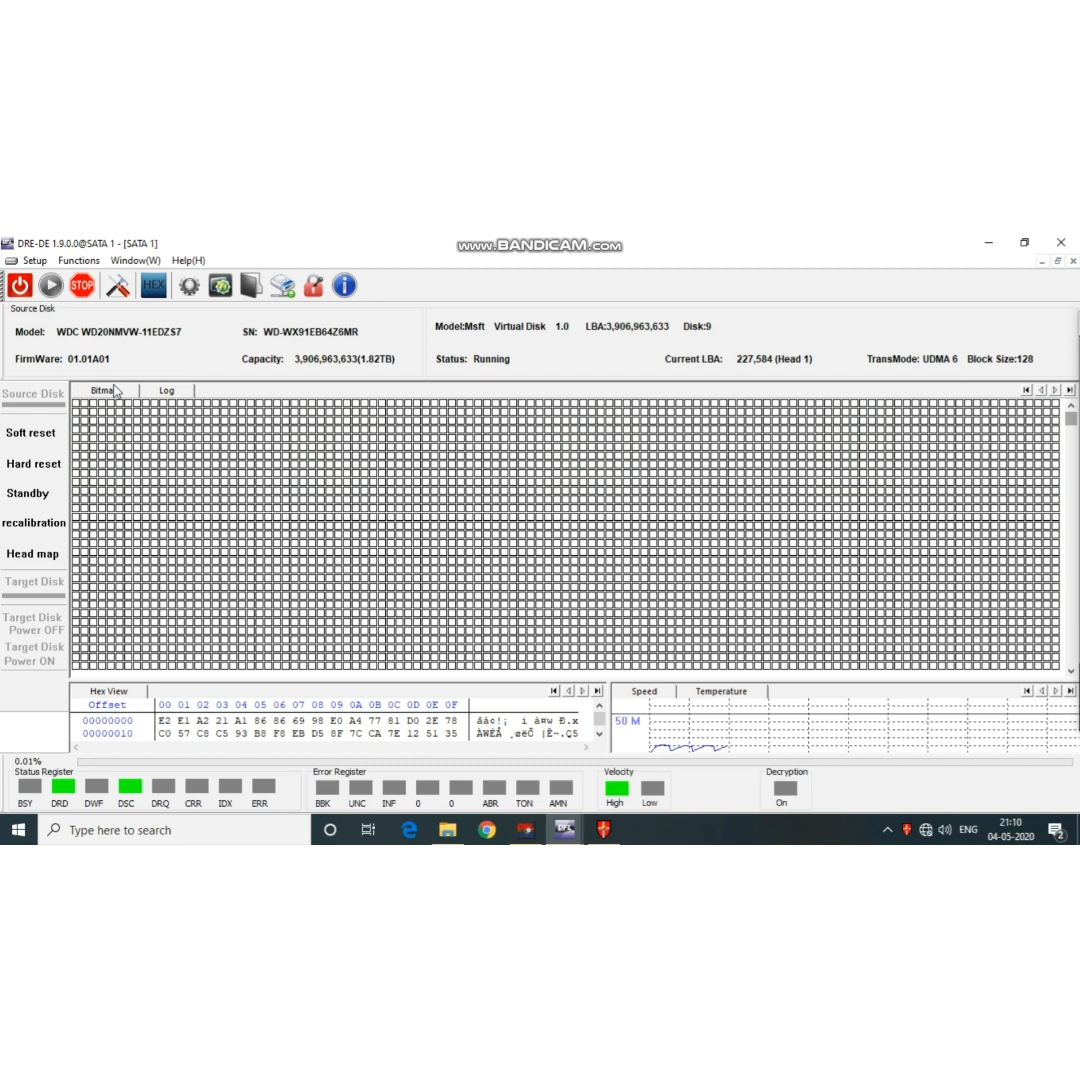 DRE-DE 1.9.0.0@SATA 1 - [SATA 1]
www.BANDICAM.com
Setup Functions Window(W) Help(H)
STOP HEX
Source Disk
Model: WDC WD20NMVW-11EDZS7 SN: WD-WX91EB64Z6MR
Model:Msft Virtual Disk 1.0 LBA:3,906,963,633 Disk:9
FirmWare: 01.01A01 Capacity: 3,906,963,633(1.82TB)
Status: Running Current LBA: 227,584 (Head 1) TransMode: UDMA 6 Block Size:128
Source Disk
Bitma Log
Soft reset
Hard reset
Standby
recalibration
Head map
Target Disk
Target Disk
Power OFF
Target Disk
Power ON
Hex View
Offset 00 01 02 03 04 05 06 07 08 09 0A 0B 0C 0D 0E 0F
00000000 E2 E1 A2 21 A1 86 86 69 98 E0 A4 77 81 D0 2E 78
00000010 C0 57 C8 C5 93 B8 F8 EB D5 8F 7C CA 7E 12 51 35
Speed Temperature
50 M
0.01%
Status Register
BSY DRD DWF DSC DRQ CRR IDX ERR
Error Register
BBK UNC INF 0 0 ABR TON AMN
Velocity
High Low
Decryption
On
Type here to search
DFL
ENG
21:10
04-05-2020
2